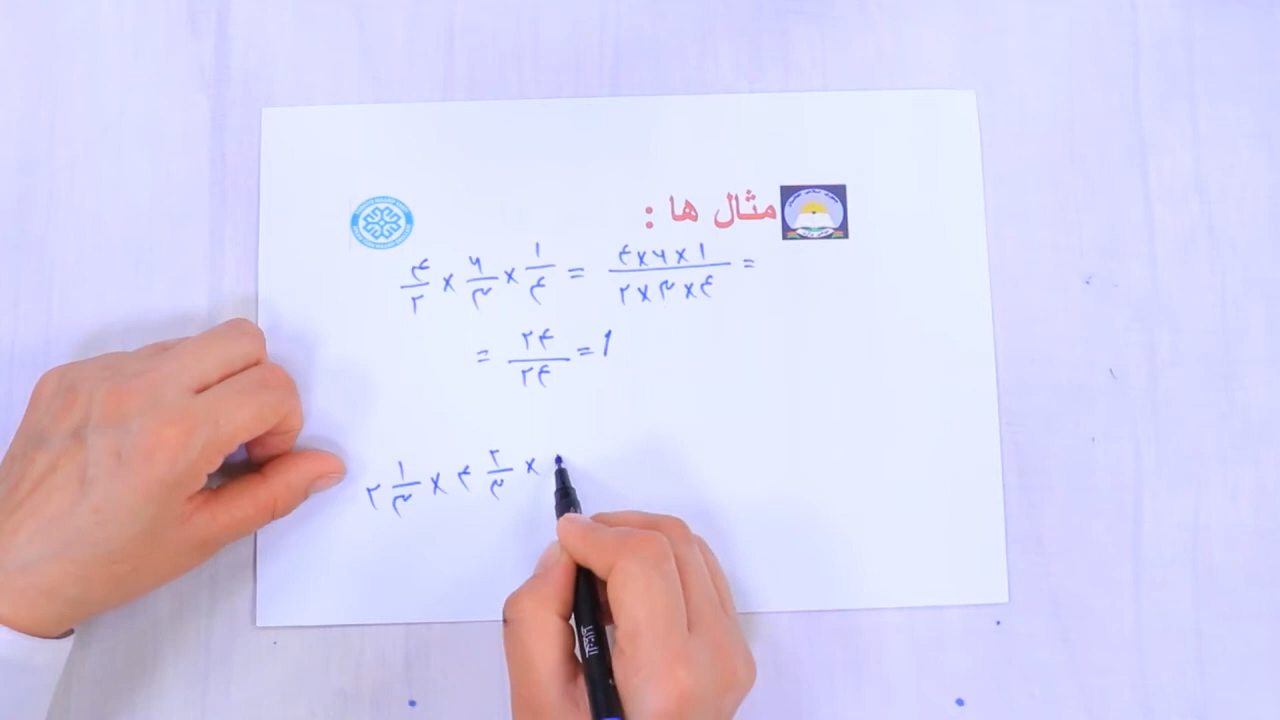 مثال ها :
۴/۲ × ۶/۳ × ۱/۴ = ۴×۶×۱/۲×۳×۴ =
= ۲۴/۲۴ = ۱
۲ ۱/۳ × ۴ ۲/۳ ×